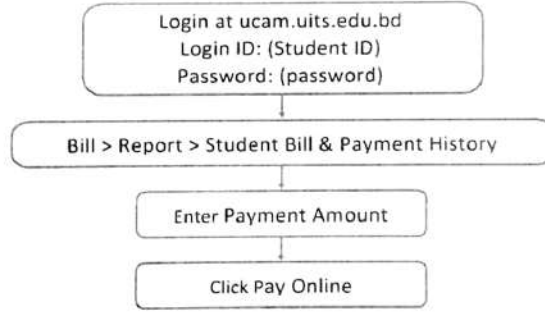 Login at ucam.uits.edu.bd
Login ID: (Student ID)
Password: (password)
Bill > Report > Student Bill & Payment History
Enter Payment Amount
Click Pay Online